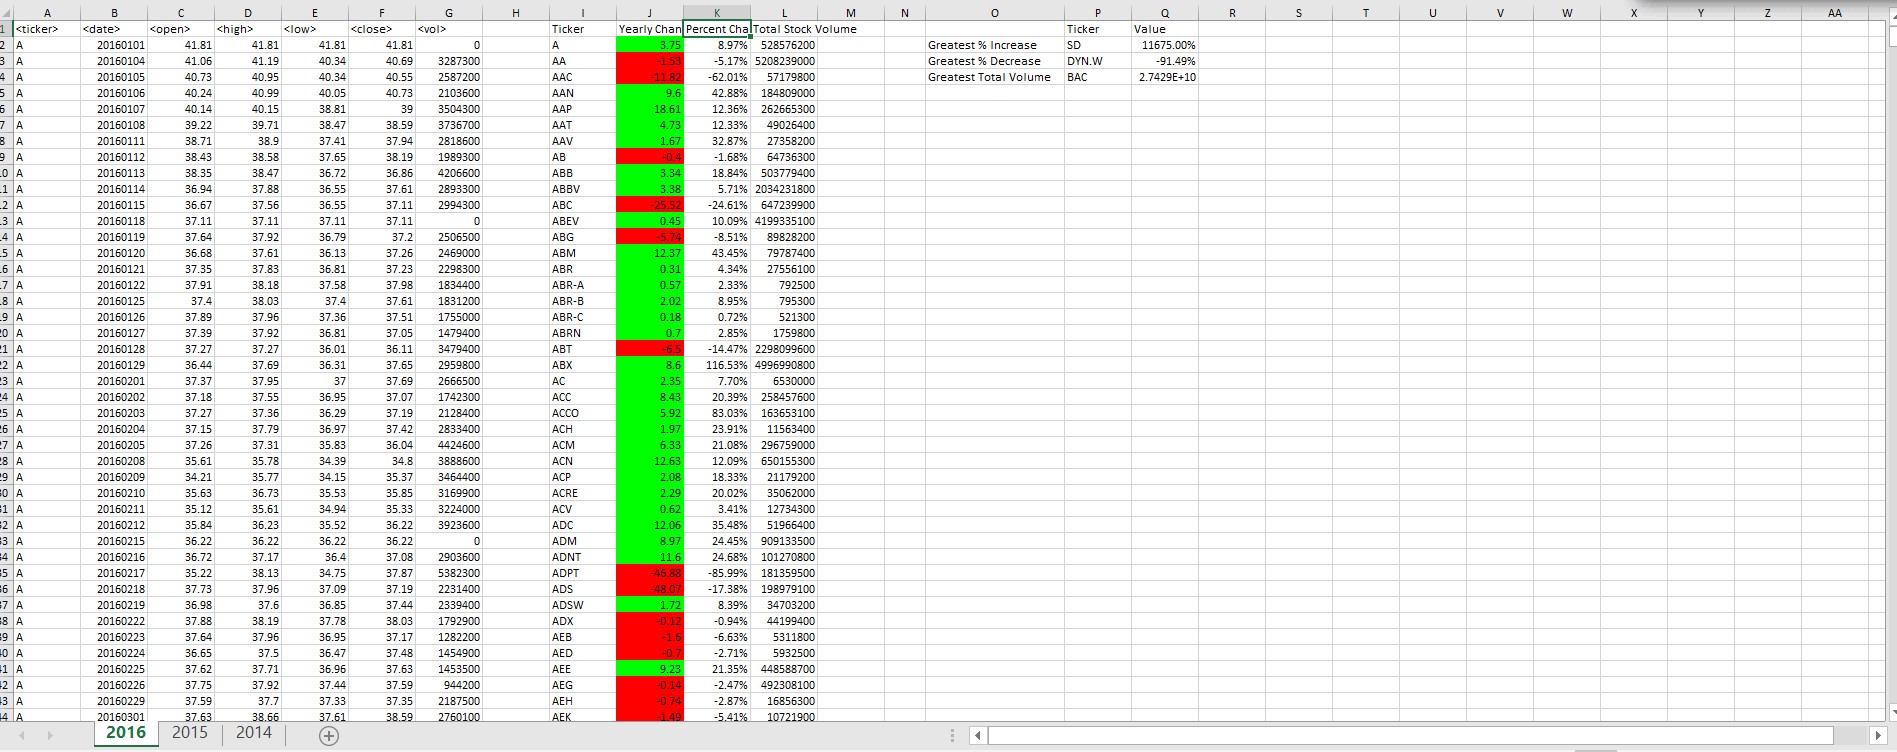 A B C D E F G H I J K L M N O P Q R S T U V W X Y Z AA
1 <ticker> <date> <open> <high> <low> <close> <vol> Ticker Yearly Chan Percent Cha Total Stock Volume Ticker Value
2 A 20160101 41.81 41.81 41.81 41.81 0 A 3.75 8.97% 528576200 Greatest % Increase SD 11675.00%
3 A 20160104 41.06 41.19 40.34 40.69 3287300 AA -1.53 -5.17% 5208239000 Greatest % Decrease DYN.W -91.49%
4 A 20160105 40.73 40.95 40.34 40.55 2587200 AAC -11.82 -62.01% 57179800 Greatest Total Volume BAC 2.7429E+10
5 A 20160106 40.24 40.99 40.05 40.73 2103600 AAN 9.6 42.88% 184809000
6 A 20160107 40.14 40.15 38.81 39 3504300 AAP 18.61 12.36% 262665300
7 A 20160108 39.22 39.71 38.47 38.59 3736700 AAT 4.73 12.33% 49026400
8 A 20160111 38.71 38.9 37.41 37.94 2818600 AAV 1.67 32.87% 27358200
9 A 20160112 38.43 38.58 37.65 38.19 1989300 AB -0.4 -1.68% 64736300
0 A 20160113 38.35 38.47 36.72 36.86 4206600 ABB 3.34 18.84% 503779400
1 A 20160114 36.94 37.88 36.55 37.61 2893300 ABBV 3.38 5.71% 2034231800
2 A 20160115 36.67 37.56 36.55 37.11 2994300 ABC -25.52 -24.61% 647239900
3 A 20160118 37.11 37.11 37.11 37.11 0 ABEV 0.45 10.09% 4199335100
4 A 20160119 37.64 37.92 36.79 37.2 2506500 ABG -5.74 -8.51% 89828200
5 A 20160120 36.68 37.61 36.13 37.26 2469000 ABM 12.37 43.45% 79787400
6 A 20160121 37.35 37.83 36.81 37.23 2298300 ABR 0.31 4.34% 27556100
7 A 20160122 37.91 38.18 37.58 37.98 1834400 ABR-A 0.57 2.33% 792500
8 A 20160125 37.4 38.03 37.4 37.61 1831200 ABR-B 2.02 8.95% 795300
9 A 20160126 37.89 37.96 37.36 37.51 1755000 ABR-C 0.18 0.72% 521300
20 A 20160127 37.39 37.92 36.81 37.05 1479400 ABRN 0.7 2.85% 1759800
21 A 20160128 37.27 37.27 36.01 36.11 3479400 ABT -6.5 -14.47% 2298099600
22 A 20160129 36.44 37.69 36.31 37.65 2959800 ABX 8.6 116.53% 4996990800
23 A 20160201 37.37 37.95 37 37.69 2666500 AC 2.35 7.70% 6530000
24 A 20160202 37.18 37.55 36.95 37.07 1742300 ACC 8.43 20.39% 258457600
25 A 20160203 37.27 37.36 36.29 37.19 2128400 ACCO 5.92 83.03% 163653100
26 A 20160204 37.15 37.79 36.97 37.42 2833400 ACH 1.97 23.91% 11563400
27 A 20160205 37.26 37.31 35.83 36.04 4424600 ACM 6.33 21.08% 296759000
28 A 20160208 35.61 35.78 34.39 34.8 3888600 ACN 12.63 12.09% 650155300
29 A 20160209 34.21 35.77 34.15 35.37 3464400 ACP 2.08 18.33% 21179200
30 A 20160210 35.63 36.73 35.53 35.85 3169900 ACRE 2.29 20.02% 35062000
31 A 20160211 35.12 35.61 34.94 35.33 3224000 ACV 0.62 3.41% 12734300
32 A 20160212 35.84 36.23 35.52 36.22 3923600 ADC 12.06 35.48% 51966400
33 A 20160215 36.22 36.22 36.22 36.22 0 ADM 8.97 24.45% 909133500
34 A 20160216 36.72 37.17 36.4 37.08 2903600 ADNT 11.6 24.68% 101270800
35 A 20160217 35.22 38.13 34.75 37.87 5382300 ADPT -46.88 -85.99% 181359500
36 A 20160218 37.73 37.96 37.09 37.19 2231400 ADS -48.07 -17.38% 198979100
37 A 20160219 36.98 37.6 36.85 37.44 2339400 ADSW 1.72 8.39% 34703200
38 A 20160222 37.88 38.19 37.78 38.03 1792900 ADX -0.12 -0.94% 44199400
39 A 20160223 37.64 37.96 36.95 37.17 1282200 AEB -1.6 -6.63% 5311800
40 A 20160224 36.65 37.5 36.47 37.48 1454900 AED -0.7 -2.71% 5932500
41 A 20160225 37.62 37.71 36.96 37.63 1453500 AEE 9.23 21.35% 448588700
42 A 20160226 37.75 37.92 37.44 37.59 944200 AEG -0.14 -2.47% 492308100
43 A 20160229 37.59 37.7 37.33 37.35 2187500 AEH -0.74 -2.87% 16856300
44 A 20160301 37.63 38.66 37.61 38.59 2760100 AEK -1.49 -5.41% 10721900
2016 2015 2014